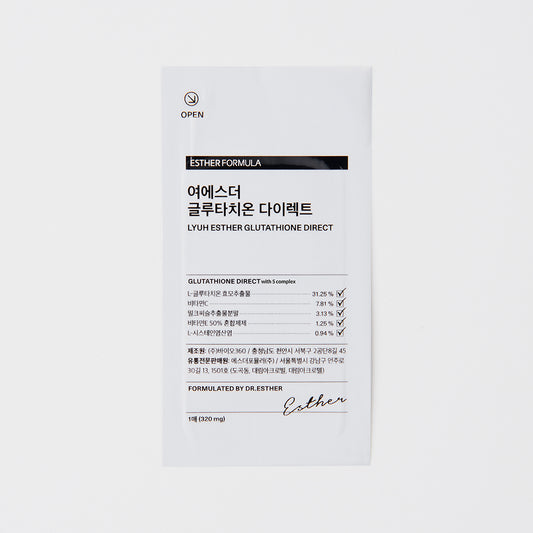 OPEN
ESTHER FORMULA
여에스더
글루타치온 다이렉트
LYUH ESTHER GLUTATHIONE DIRECT
GLUTATHIONE DIRECT with 5 complex
L-글루타치온 효모추출물 31.25 %
비타민C 7.81 %
밀크씨슬추출물분말 3.13 %
비타민E 50% 혼합제제 1.25 %
L-시스테인염산염 0.94 %
제조원: (주)바이오360 / 충청남도 천안시 서북구 2공단8길 45
유통전문판매원: 에스더포뮬러(주) / 서울특별시 강남구 언주로
30길 13, 1501호 (도곡동, 대림아크로빌, 대림아크로텔)
FORMULATED BY DR.ESTHER
Esther
1매 (320 mg)